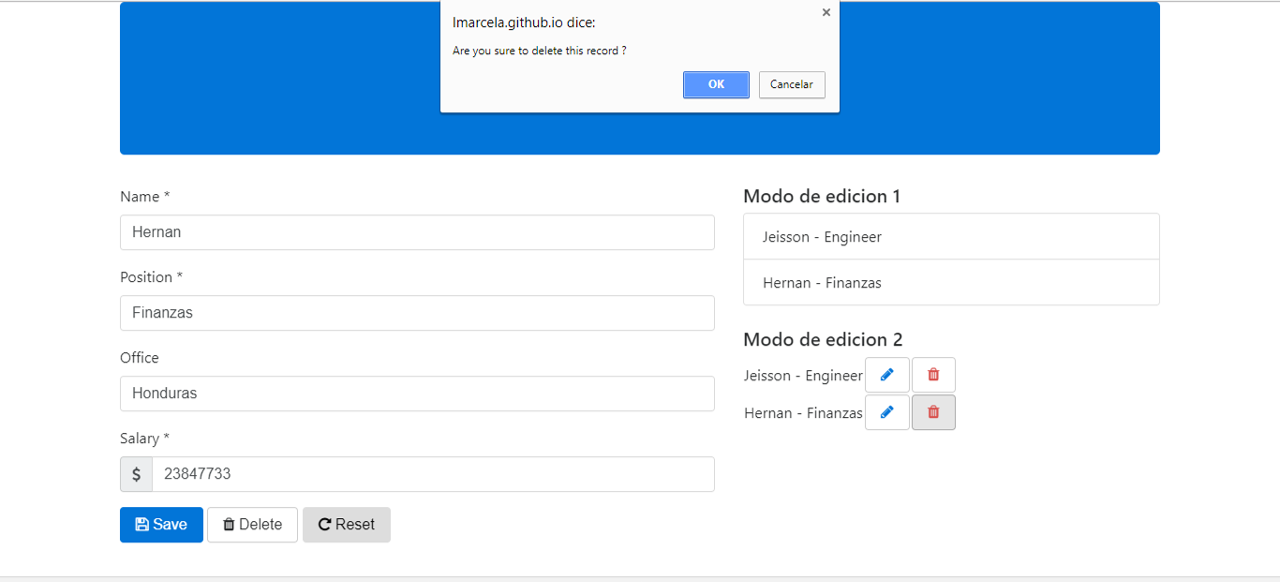 lmarcela.github.io dice:
Are you sure to delete this record ?
OK Cancelar
Name *
Hernan
Position *
Finanzas
Office
Honduras
Salary *
$ 23847733
Save Delete Reset
Modo de edicion 1
Jeisson - Engineer
Hernan - Finanzas
Modo de edicion 2
Jeisson - Engineer
Hernan - Finanzas